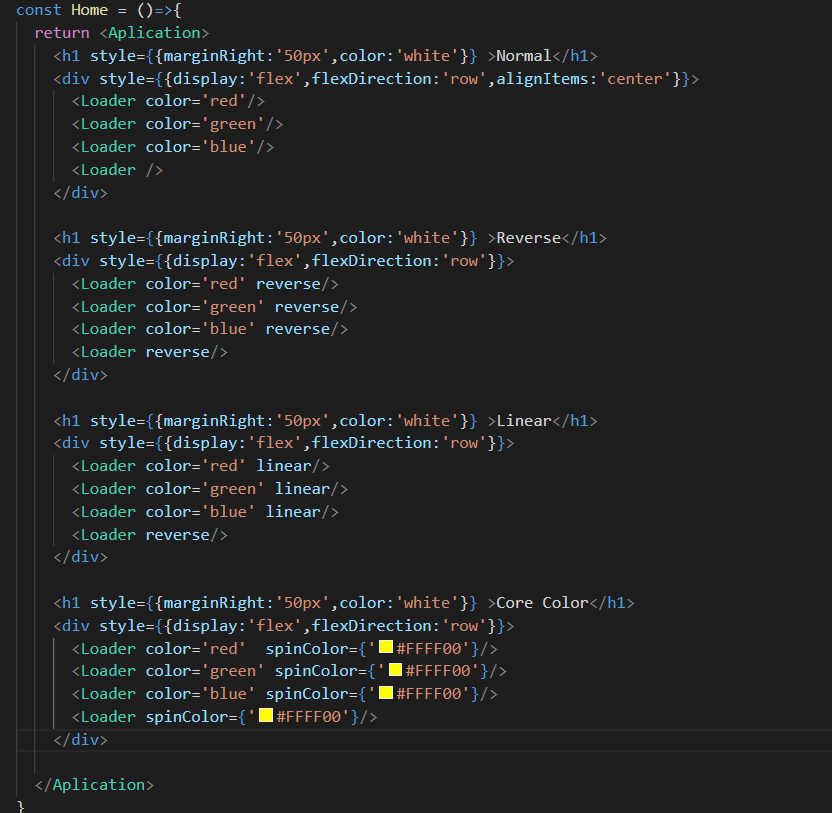 const Home = ()=>{
return <Aplication>
<h1 style={{marginRight:'50px',color:'white'}} >Normal</h1>
<div style={{display:'flex',flexDirection:'row',alignItems:'center'}}>
<Loader color='red'/>
<Loader color='green'/>
<Loader color='blue'/>
<Loader />
</div>
<h1 style={{marginRight:'50px',color:'white'}} >Reverse</h1>
<div style={{display:'flex',flexDirection:'row'}}>
<Loader color='red' reverse/>
<Loader color='green' reverse/>
<Loader color='blue' reverse/>
<Loader reverse/>
</div>
<h1 style={{marginRight:'50px',color:'white'}} >Linear</h1>
<div style={{display:'flex',flexDirection:'row'}}>
<Loader color='red' linear/>
<Loader color='green' linear/>
<Loader color='blue' linear/>
<Loader reverse/>
</div>
<h1 style={{marginRight:'50px',color:'white'}} >Core Color</h1>
<div style={{display:'flex',flexDirection:'row'}}>
<Loader color='red'  spinColor={'#FFFF00'}/>
<Loader color='green' spinColor={'#FFFF00'}/>
<Loader color='blue' spinColor={'#FFFF00'}/>
<Loader spinColor={'#FFFF00'}/>
</div>
</Aplication>
}